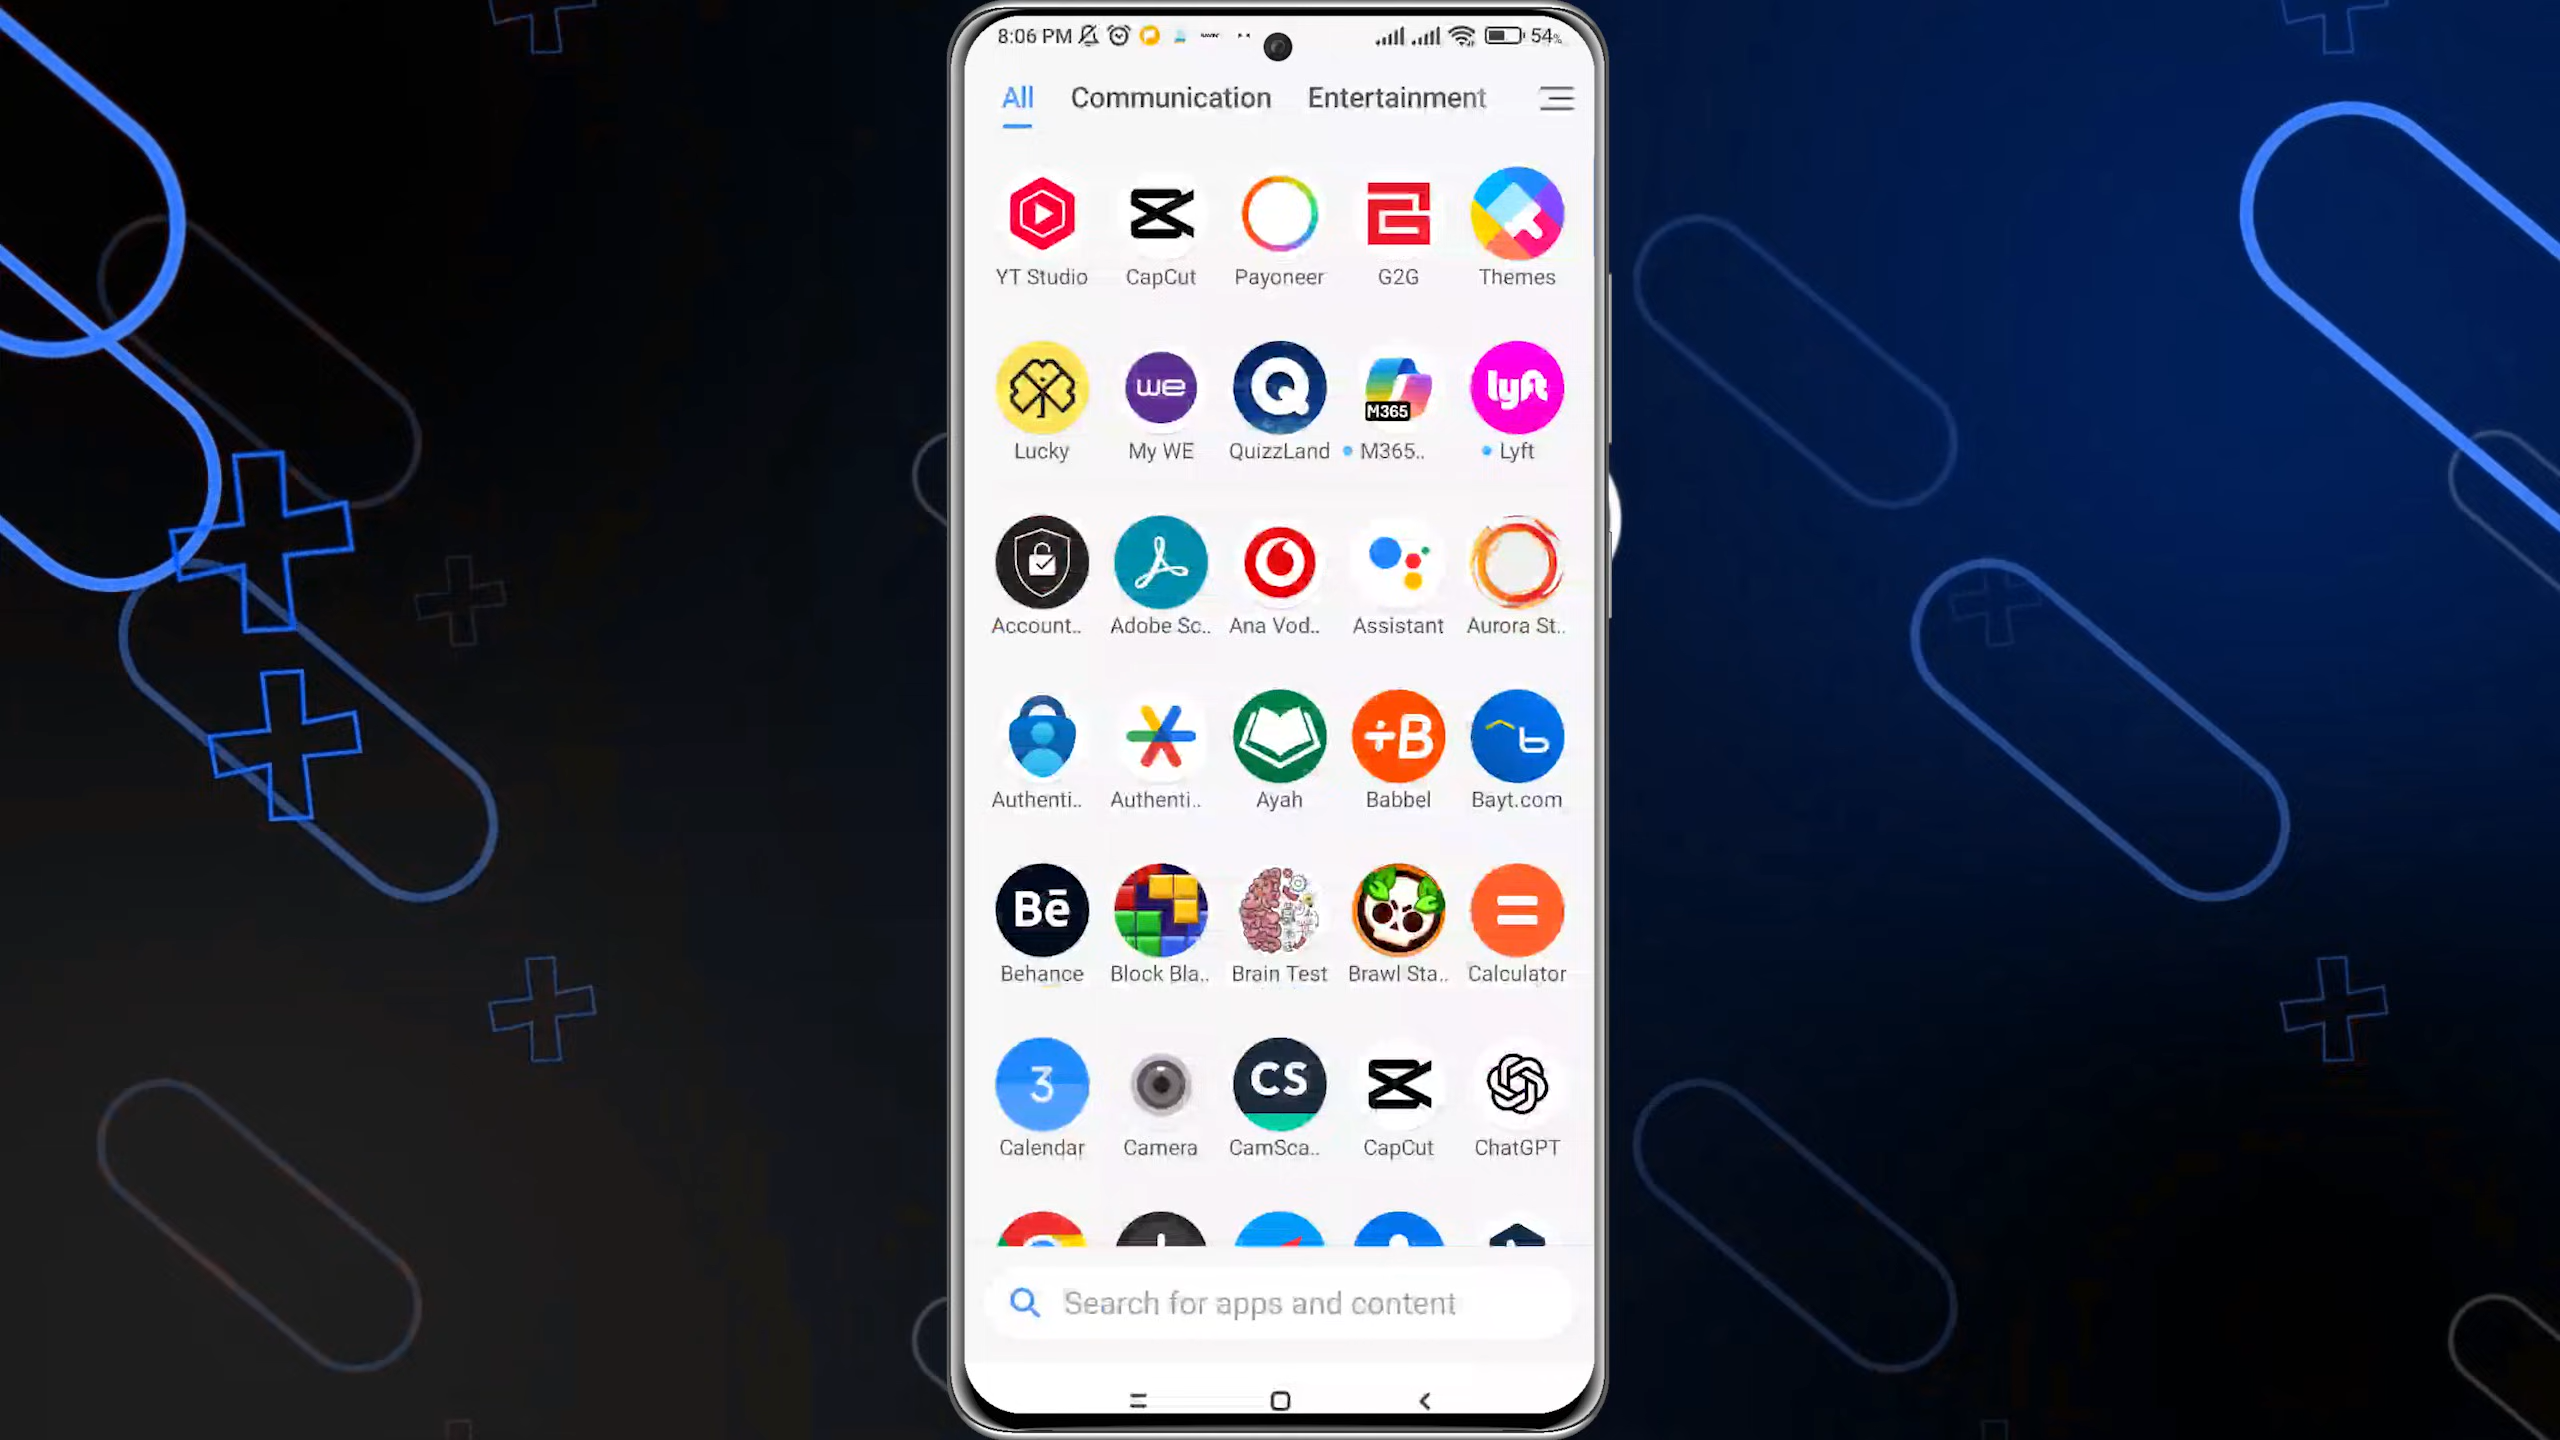 8:06 PM 54%
All Communication Entertainment
YT Studio CapCut Payoneer G2G Themes
we Q M365 lyft
Lucky My WE QuizzLand M365.. Lyft
Account.. Adobe Sc.. Ana Vod.. Assistant Aurora St..
÷B b
Authenti.. Authenti.. Ayah Babbel Bayt.com
Bē
Behance Block Bla.. Brain Test Brawl Sta.. Calculator
3 CS
Calendar Camera CamSca.. CapCut ChatGPT
Search for apps and content